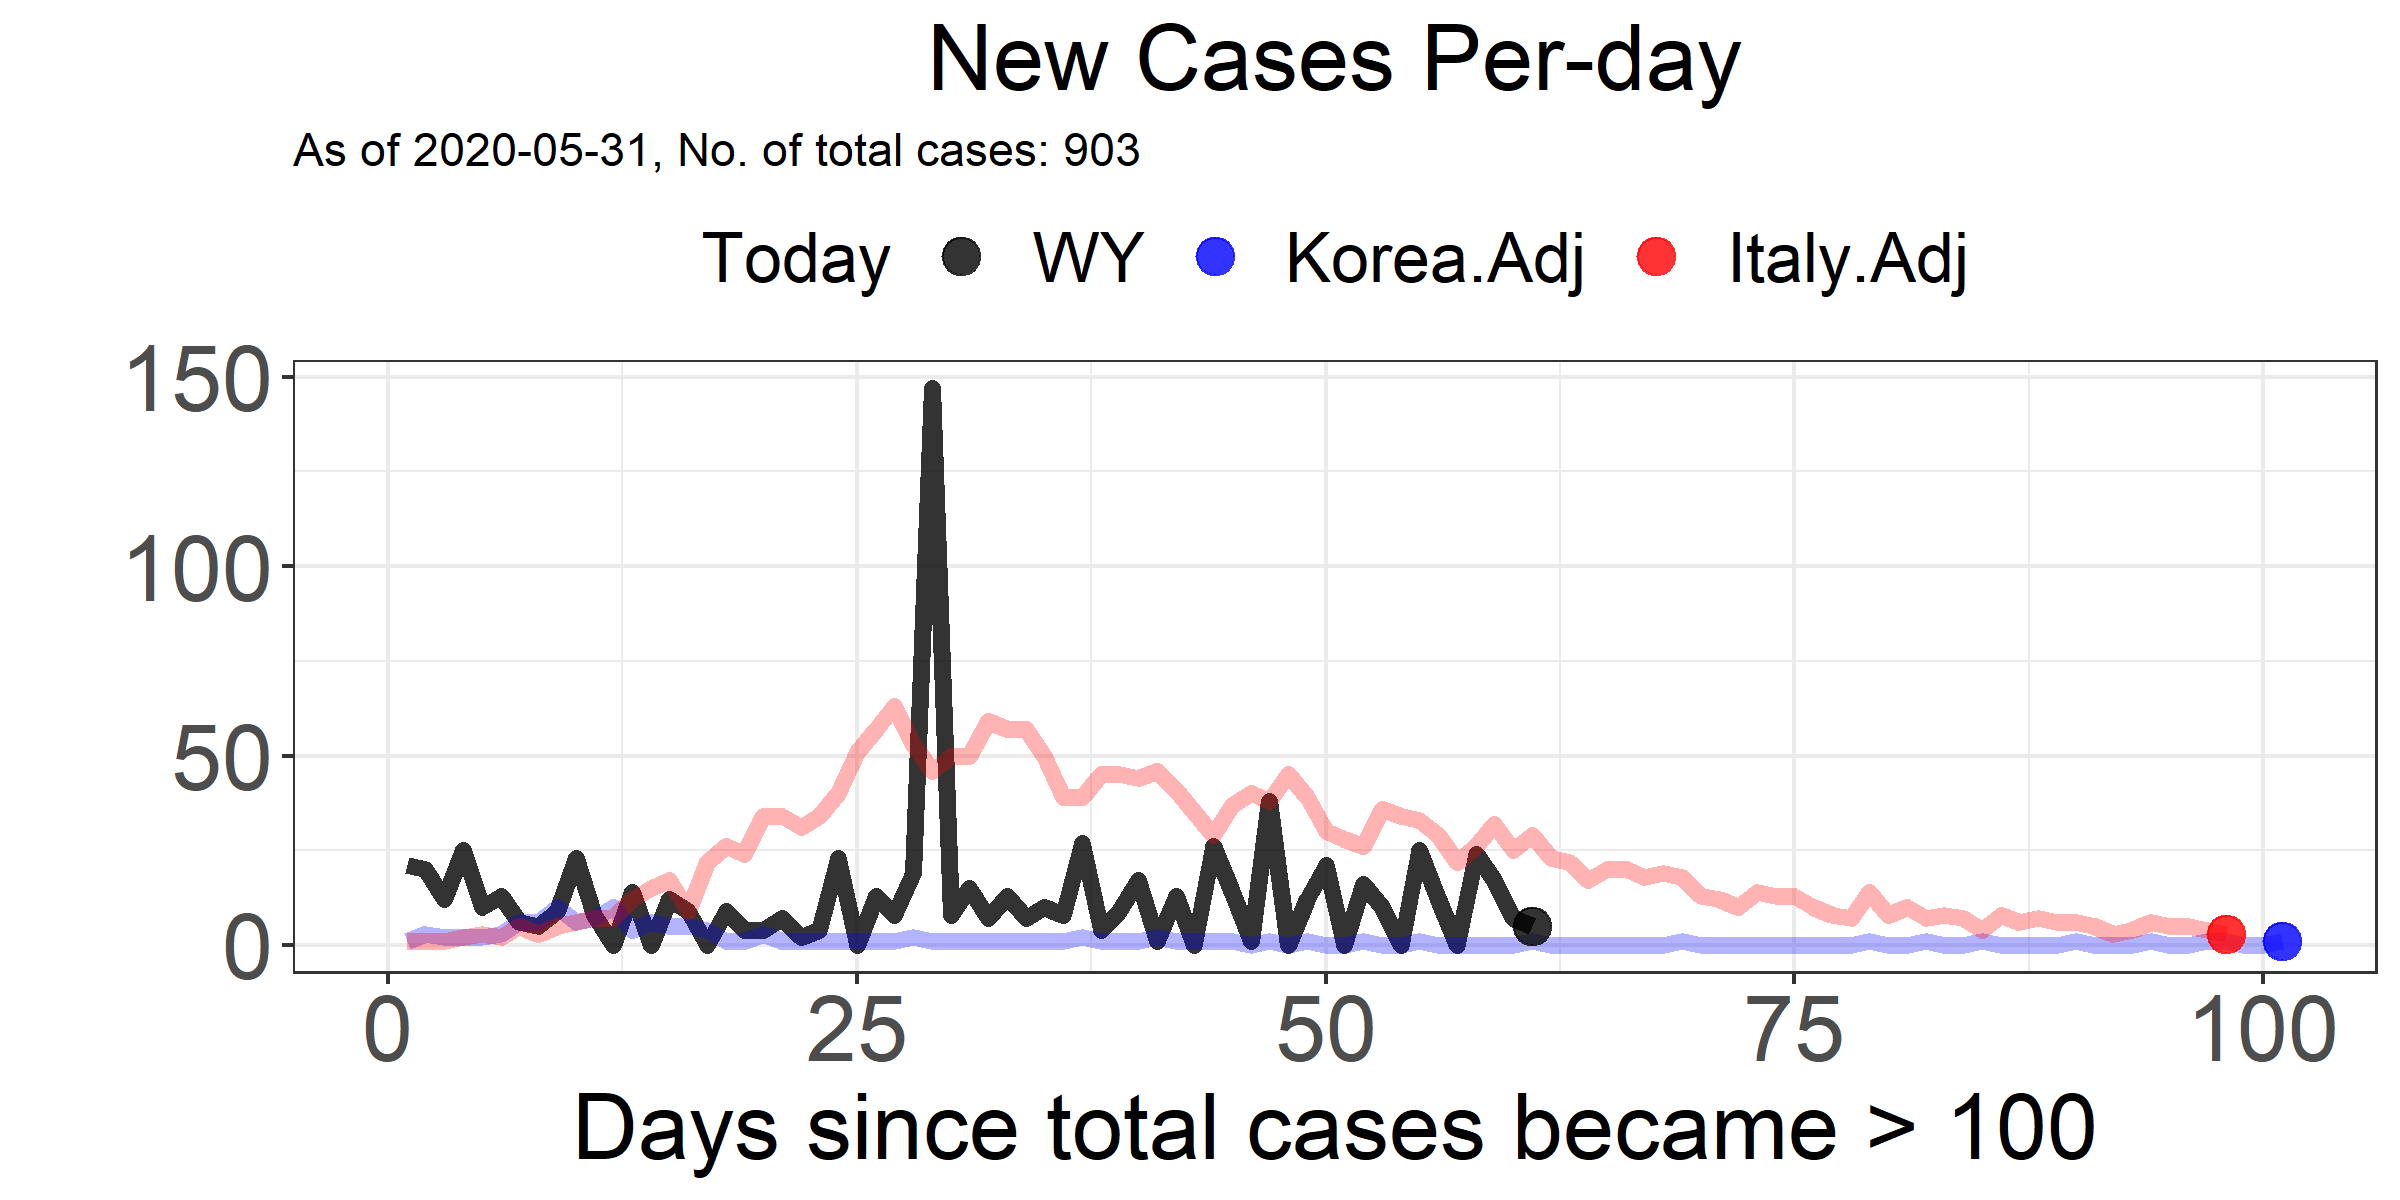 New Cases Per-day
As of 2020-05-31, No. of total cases: 903
Today WY Korea.Adj Italy.Adj
150
100
50
0
0 25 50 75 100
Days since total cases became > 100